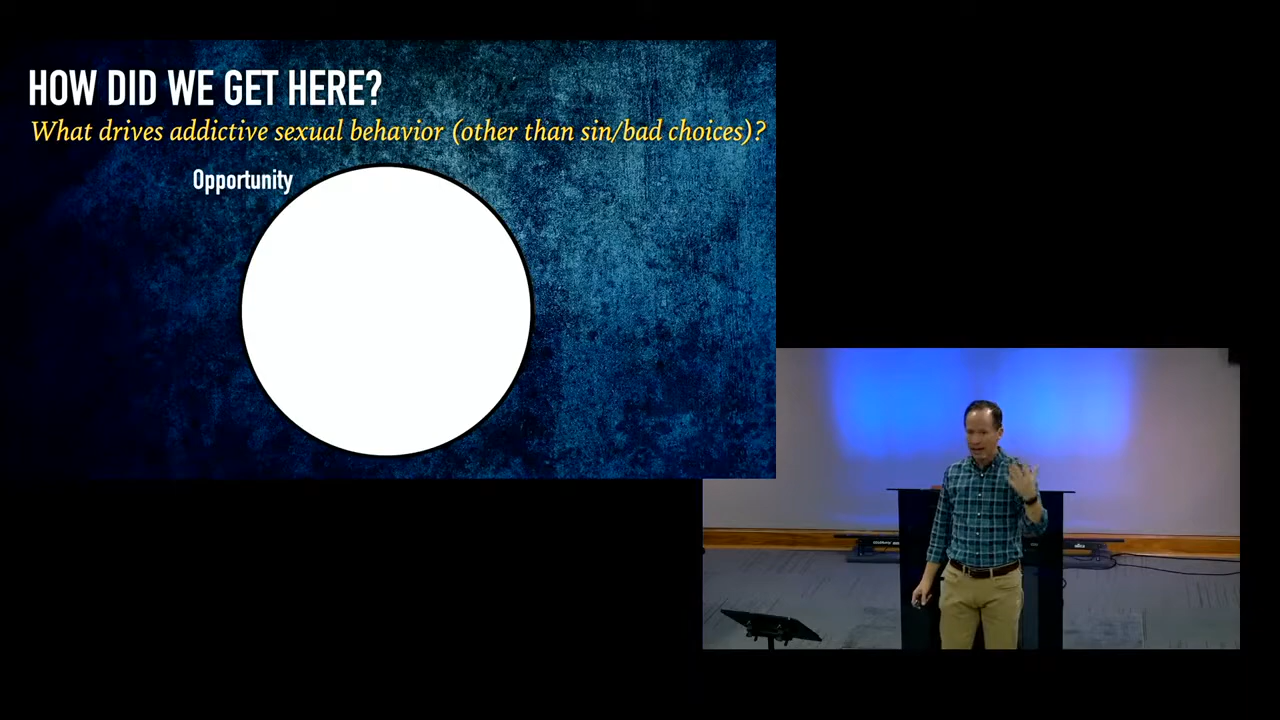 HOW DID WE GET HERE?
What drives addictive sexual behavior (other than sin/bad choices)?
Opportunity